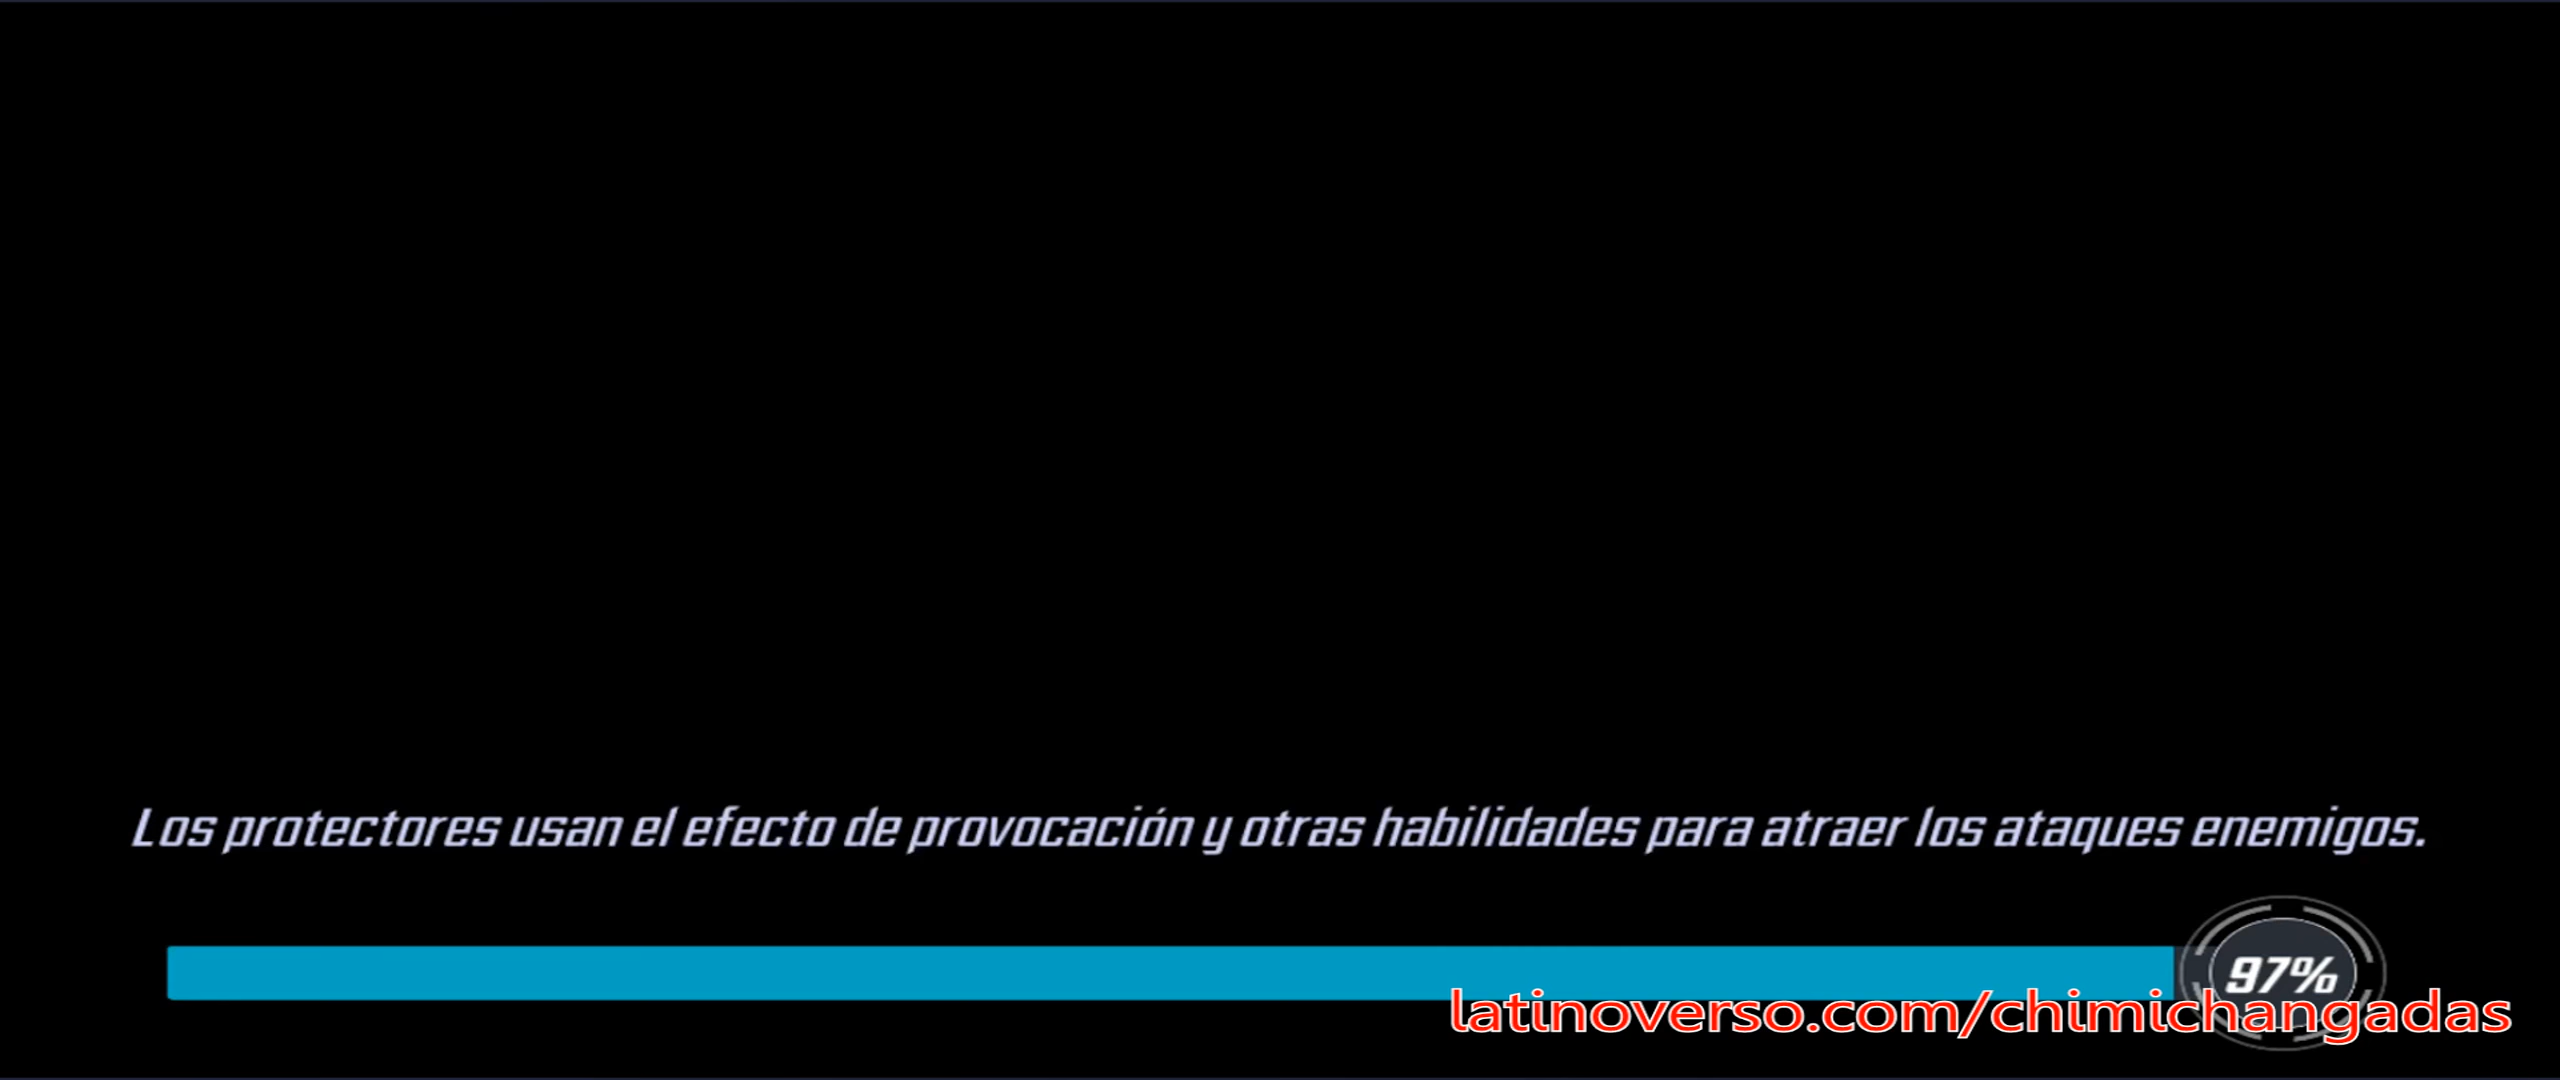 Los protectores usan el efecto de provocación y otras habilidades para atraer los ataques enemigos.
97%
latinoverso.com/chimichangadas